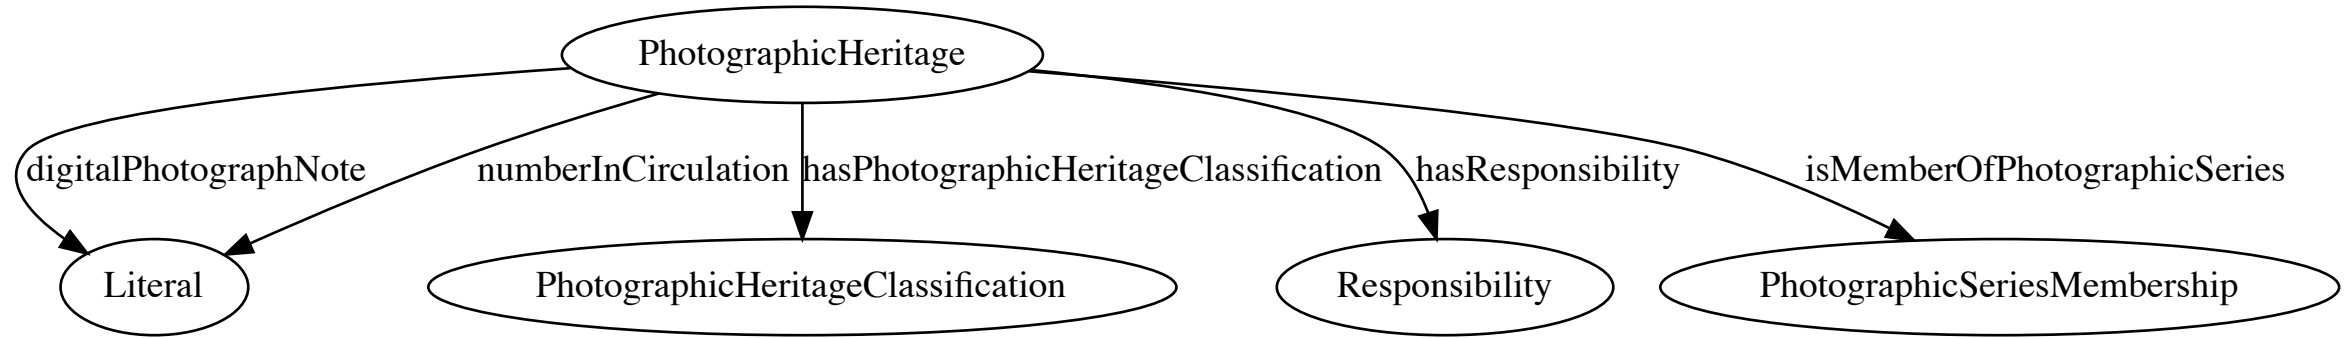 PhotographicHeritage
digitalPhotographNote
numberInCirculation
hasPhotographicHeritageClassification
hasResponsibility
isMemberOfPhotographicSeries
Literal
PhotographicHeritageClassification
Responsibility
PhotographicSeriesMembership